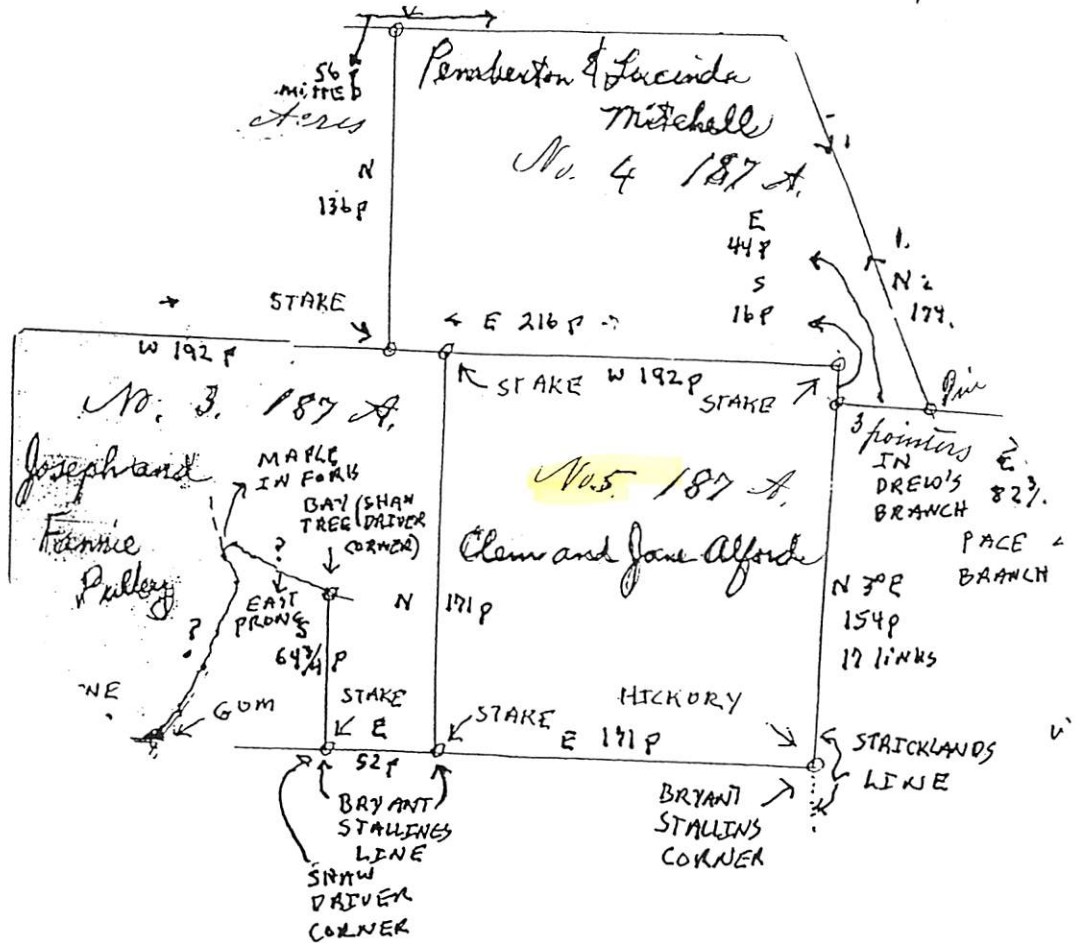 56
Acres
N
136 P
Pemberton & Lucinda
Mitchell
No. 4 187 A.
E
44 P
S
16 P
N
174.
STAKE
E 216 P
W 192 P
STAKE
W 192 P
STAKE
Pine
3 pointers
IN
DREW'S
BRANCH
82 3/
PACE
BRANCH
No. 3. 187 A.
Joseph and
Fannie
Pulley
MAPLE
IN FORK
BAY (SHAW
TREE DRIVER
CORNER)
?
EAST
PRONG
S
64 3/4 P
?
NE
GUM
No. 5. 187 A.
Clem and Jane Alford
N 171 P
N 3° E
154 P
17 links
STAKE
E
52 P
STAKE
E 171 P
HICKORY
STRICKLANDS
LINE
BRYANT
STALLINGS
LINE
SHAW
DRIVER
CORNER
BRYANT
STALLINS
CORNER